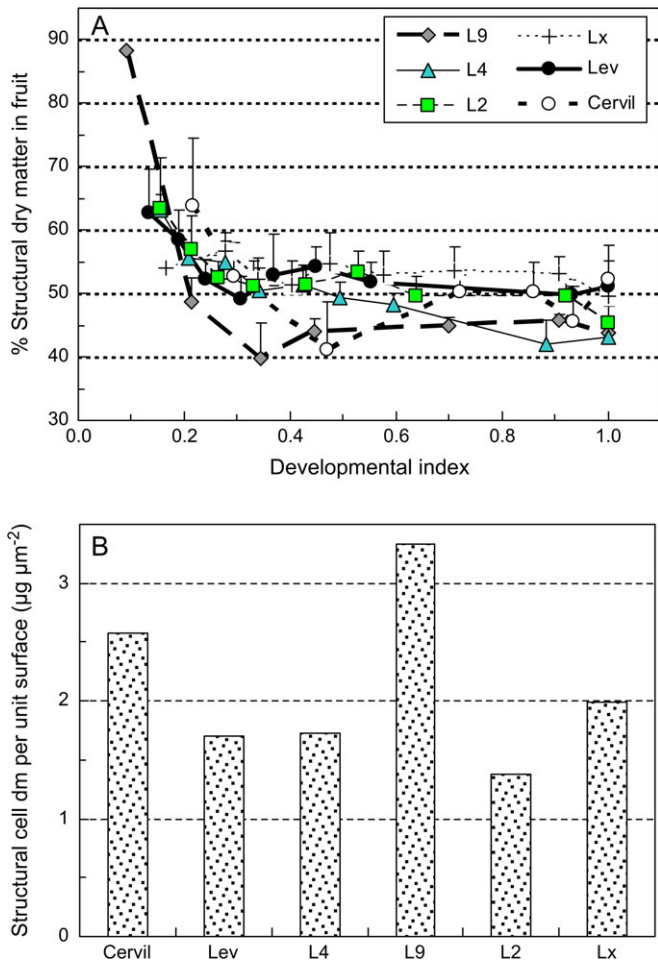 A
% Structural dry matter in fruit
90
80
70
60
50
40
30
L9
L4
L2
Lx
Lev
Cervil
0.0 0.2 0.4 0.6 0.8 1.0
Developmental index
B
Structural cell dm per unit surface (µg µm⁻²)
3
2
1
0
Cervil Lev L4 L9 L2 Lx